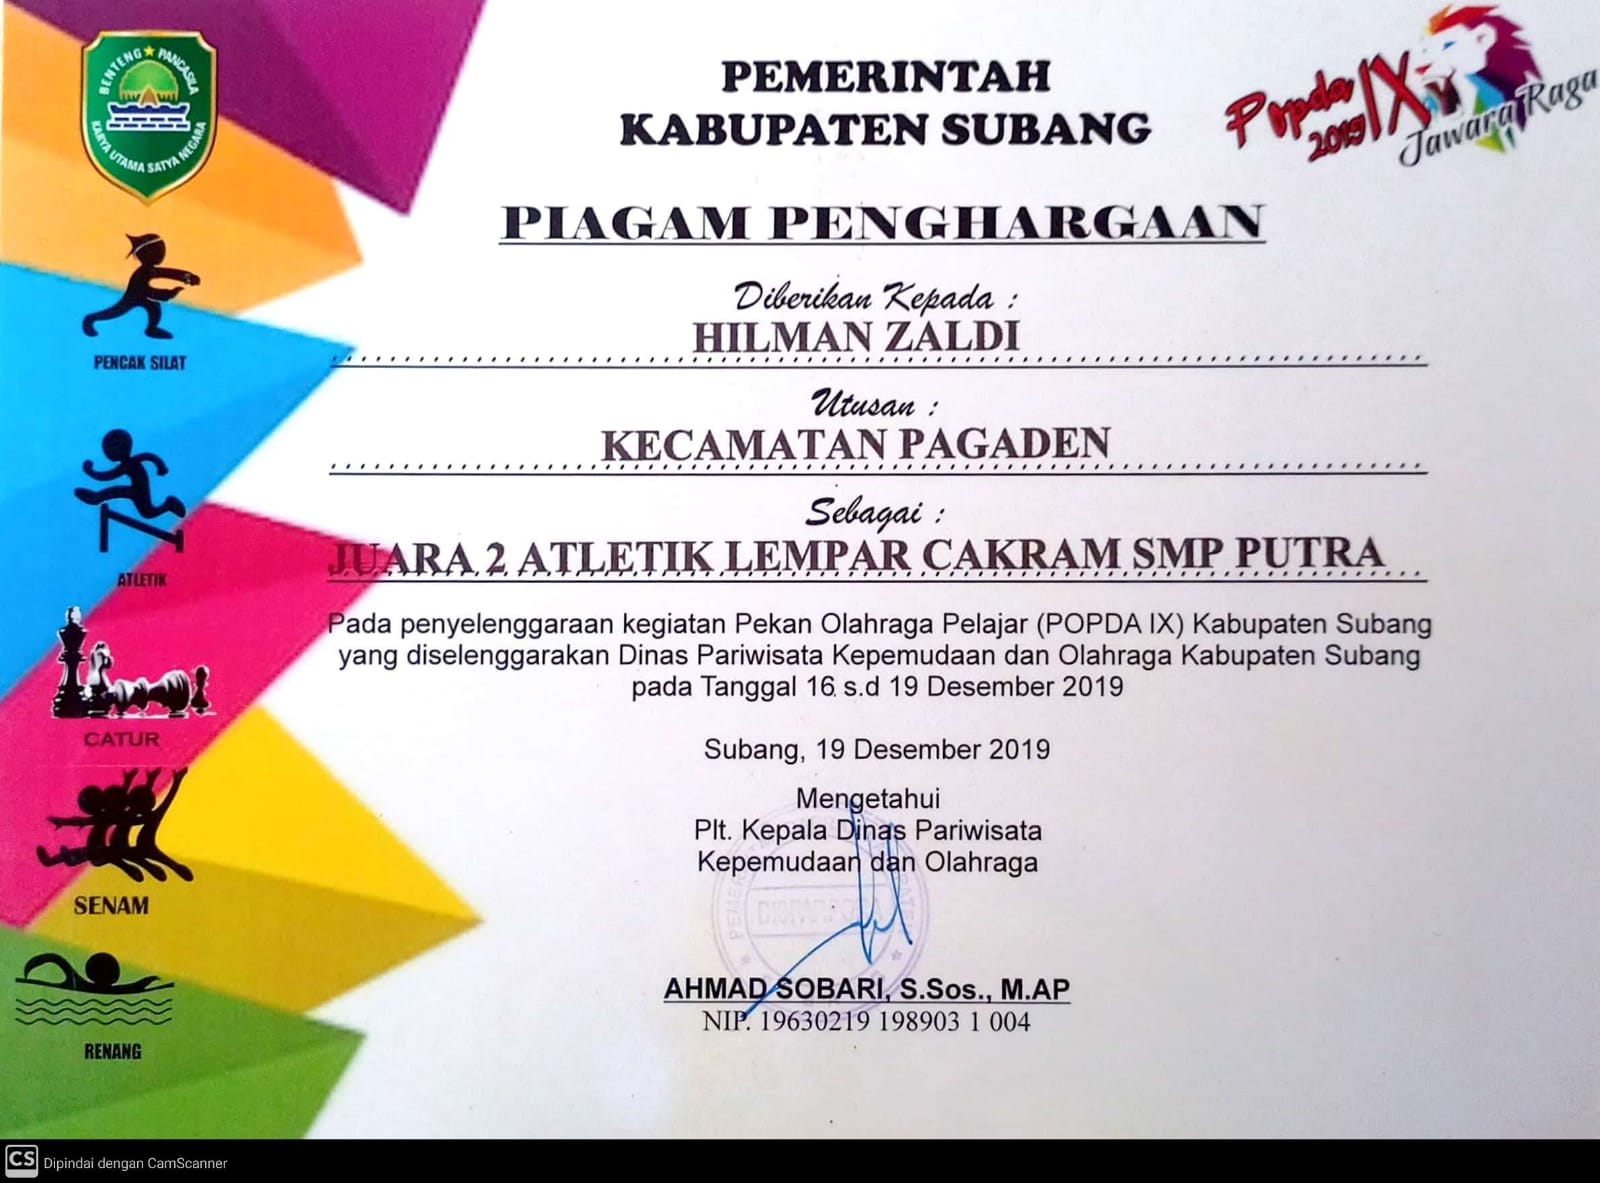 BENTENG PANCASILA
KARYA UTAMA SATYA NEGARA
PEMERINTAH
KABUPATEN SUBANG
Popda IX
2019 Jawara Raga
PIAGAM PENGHARGAAN
Diberikan Kepada :
HILMAN ZALDI
Utusan :
KECAMATAN PAGADEN
Sebagai :
JUARA 2 ATLETIK LEMPAR CAKRAM SMP PUTRA
Pada penyelenggaraan kegiatan Pekan Olahraga Pelajar (POPDA IX) Kabupaten Subang
yang diselenggarakan Dinas Pariwisata Kepemudaan dan Olahraga Kabupaten Subang
pada Tanggal 16 s.d 19 Desember 2019
Subang, 19 Desember 2019
Mengetahui
Plt. Kepala Dinas Pariwisata
Kepemudaan dan Olahraga
AHMAD SOBARI, S.Sos., M.AP
NIP. 19630219 198903 1 004
PENCAK SILAT
ATLETIK
CATUR
SENAM
RENANG
CS Dipindai dengan CamScanner